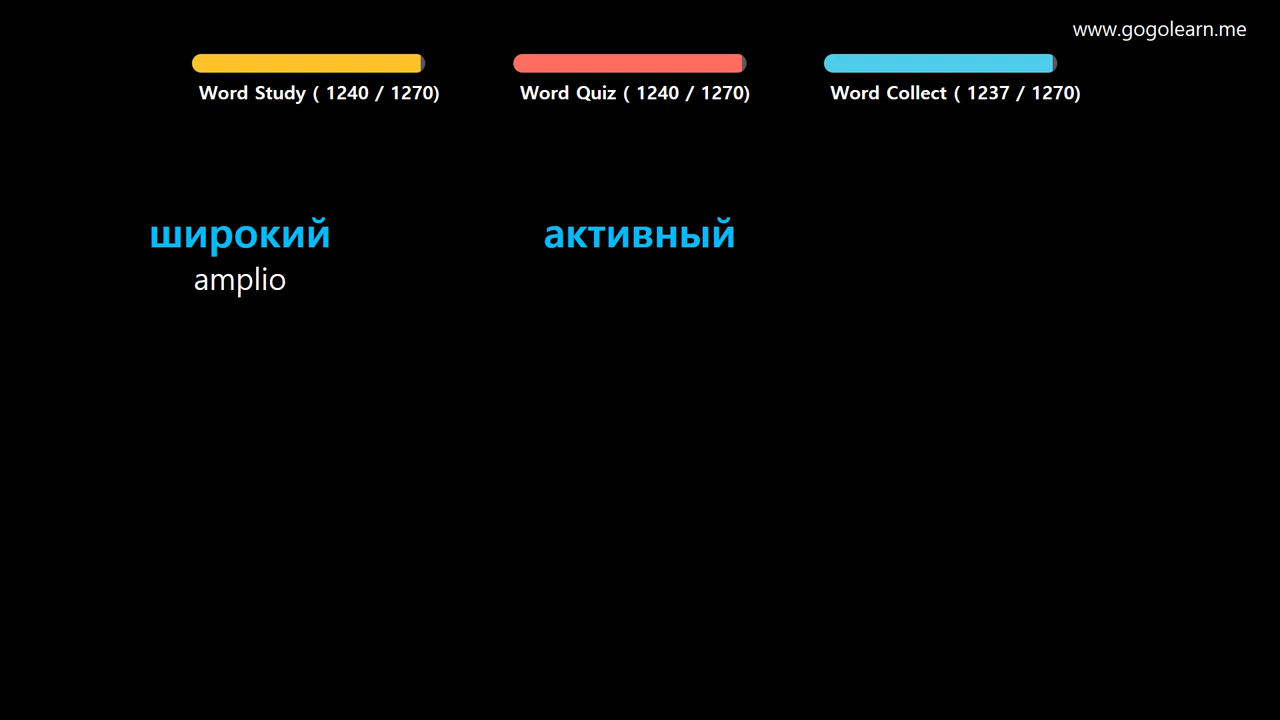 www.gogolearn.me
Word Study ( 1240 / 1270)
Word Quiz ( 1240 / 1270)
Word Collect ( 1237 / 1270)
широкий
amplio
активный